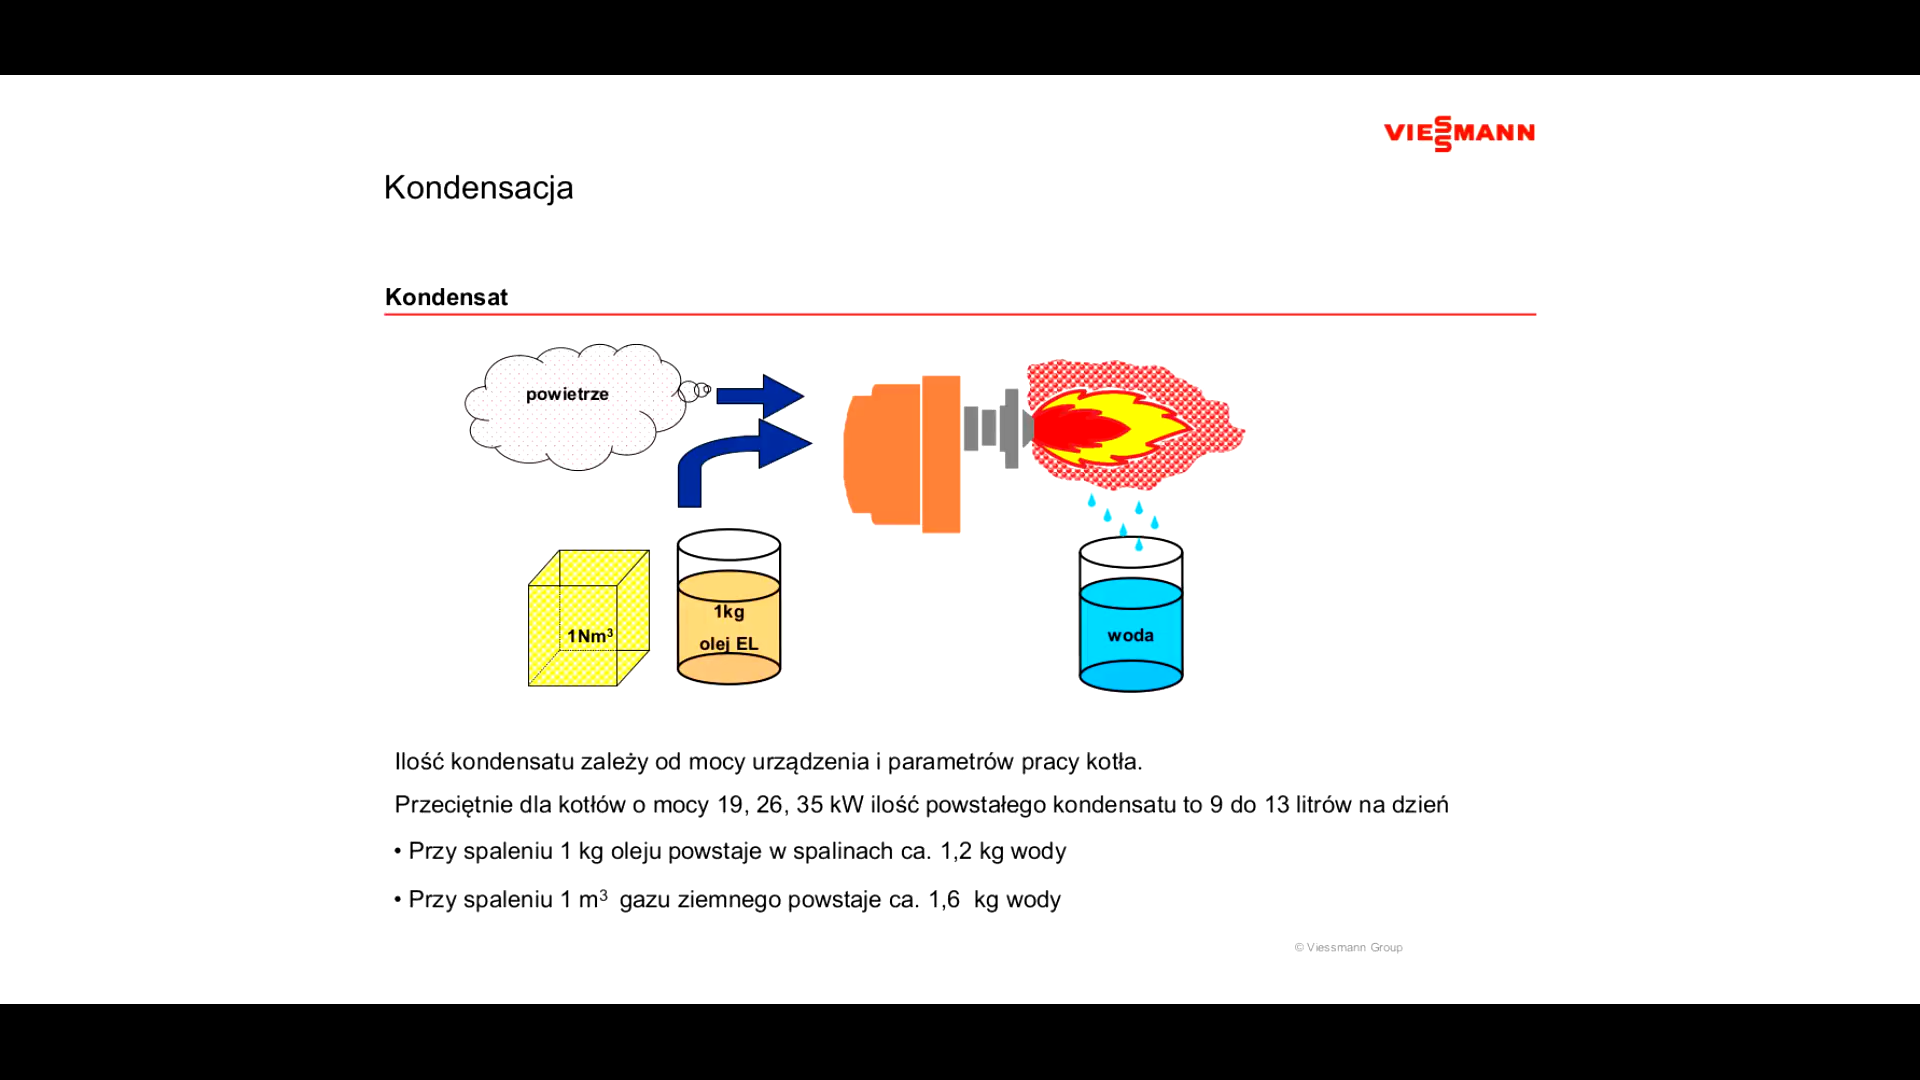 VIESSMANN
Kondensacja
Kondensat
powietrze
1Nm³
1kg
olej EL
woda
Ilość kondensatu zależy od mocy urządzenia i parametrów pracy kotła.
Przeciętnie dla kotłów o mocy 19, 26, 35 kW ilość powstałego kondensatu to 9 do 13 litrów na dzień
• Przy spaleniu 1 kg oleju powstaje w spalinach ca. 1,2 kg wody
• Przy spaleniu 1 m³ gazu ziemnego powstaje ca. 1,6 kg wody
© Viessmann Group